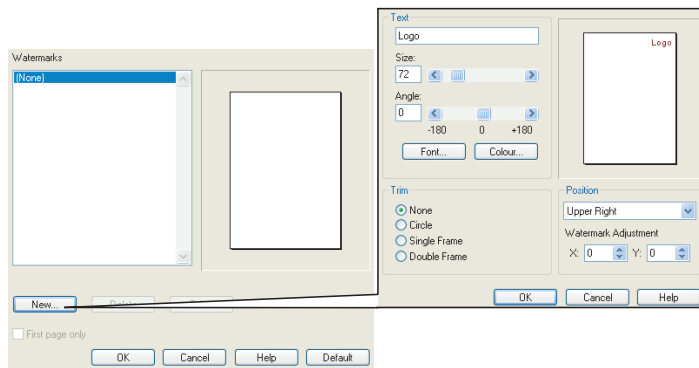 Watermarks
(None)
New...
Delete
First page only
OK Cancel Help Default
Text
Logo
Size:
72
Angle:
0
-180 0 +180
Font... Colour...
Logo
Trim
None
Circle
Single Frame
Double Frame
Position
Upper Right
Watermark Adjustment
X: 0 Y: 0
OK Cancel Help